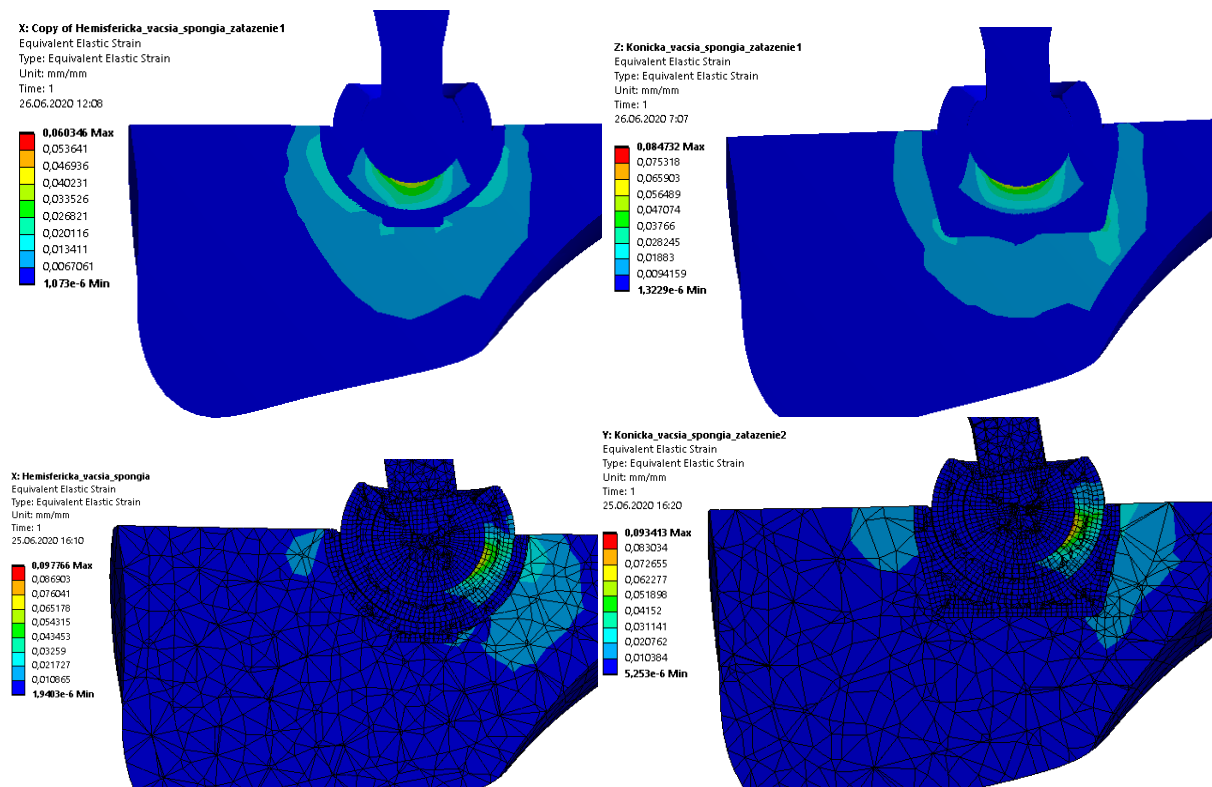 X: Copy of Hemisfericka_vacsia_spongia_zatazenie1
Equivalent Elastic Strain
Type: Equivalent Elastic Strain
Unit: mm/mm
Time: 1
26.06.2020 12:08
0,060346 Max
0,053641
0,046936
0,040231
0,033526
0,026821
0,020116
0,013411
0,0067061
1,073e-6 Min
Z: Konicka_vacsia_spongia_zatazenie1
Equivalent Elastic Strain
Type: Equivalent Elastic Strain
Unit: mm/mm
Time: 1
26.06.2020 7:07
0,084732 Max
0,075318
0,065903
0,056489
0,047074
0,03766
0,028245
0,01883
0,0094159
1,3229e-6 Min
X: Hemisfericka_vacsia_spongia
Equivalent Elastic Strain
Type: Equivalent Elastic Strain
Unit: mm/mm
Time: 1
25.06.2020 16:10
0,097766 Max
0,086903
0,076041
0,065178
0,054315
0,043453
0,03259
0,021727
0,010865
1,9403e-6 Min
Y: Konicka_vacsia_spongia_zatazenie2
Equivalent Elastic Strain
Type: Equivalent Elastic Strain
Unit: mm/mm
Time: 1
25.06.2020 16:20
0,093413 Max
0,083034
0,072655
0,062277
0,051898
0,04152
0,031141
0,020762
0,010384
5,253e-6 Min